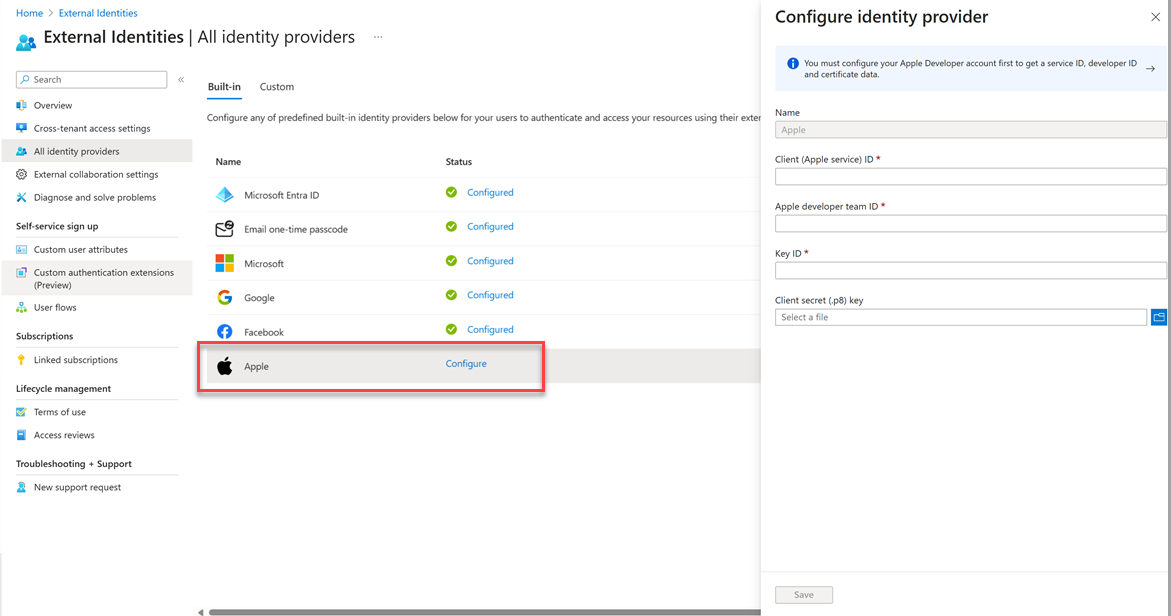 Home > External Identities
External Identities | All identity providers ...
Search «
Overview
Cross-tenant access settings
All identity providers
External collaboration settings
Diagnose and solve problems
Self-service sign up
Custom user attributes
Custom authentication extensions
(Preview)
User flows
Subscriptions
Linked subscriptions
Lifecycle management
Terms of use
Access reviews
Troubleshooting + Support
New support request
Built-in Custom
Configure any of predefined built-in identity providers below for your users to authenticate and access your resources using their exter
Name Status
Microsoft Entra ID Configured
Email one-time passcode Configured
Microsoft Configured
Google Configured
Facebook Configured
Apple Configure
Configure identity provider
You must configure your Apple Developer account first to get a service ID, developer ID
and certificate data.
Name
Apple
Client (Apple service) ID *
Apple developer team ID *
Key ID *
Client secret (.p8) key
Select a file
Save